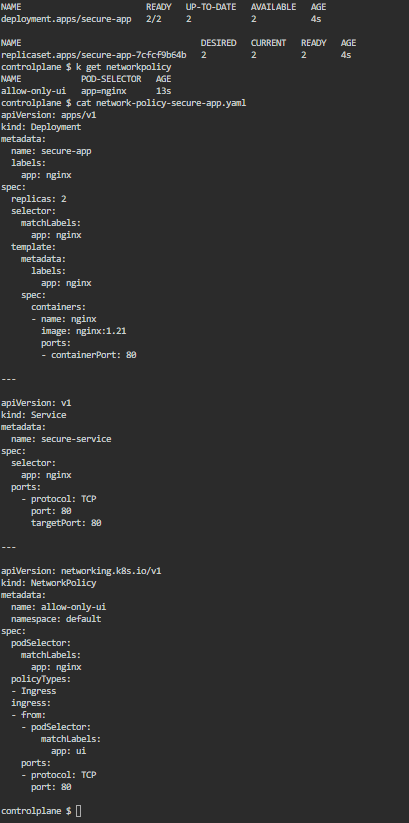 NAME                         READY   UP-TO-DATE   AVAILABLE   AGE
deployment.apps/secure-app   2/2     2            2           4s

NAME                                    DESIRED   CURRENT   READY   AGE
replicaset.apps/secure-app-7cfcf9b64b   2         2         2       4s
controlplane $ k get networkpolicy
NAME            POD-SELECTOR   AGE
allow-only-ui   app=nginx      13s
controlplane $ cat network-policy-secure-app.yaml
apiVersion: apps/v1
kind: Deployment
metadata:
  name: secure-app
  labels:
    app: nginx
spec:
  replicas: 2
  selector:
    matchLabels:
      app: nginx
  template:
    metadata:
      labels:
        app: nginx
    spec:
      containers:
      - name: nginx
        image: nginx:1.21
        ports:
        - containerPort: 80

---

apiVersion: v1
kind: Service
metadata:
  name: secure-service
spec:
  selector:
    app: nginx
  ports:
    - protocol: TCP
      port: 80
      targetPort: 80

---

apiVersion: networking.k8s.io/v1
kind: NetworkPolicy
metadata:
  name: allow-only-ui
  namespace: default
spec:
  podSelector:
    matchLabels:
      app: nginx
  policyTypes:
  - Ingress
  ingress:
  - from:
    - podSelector:
        matchLabels:
          app: ui
    ports:
    - protocol: TCP
      port: 80

controlplane $